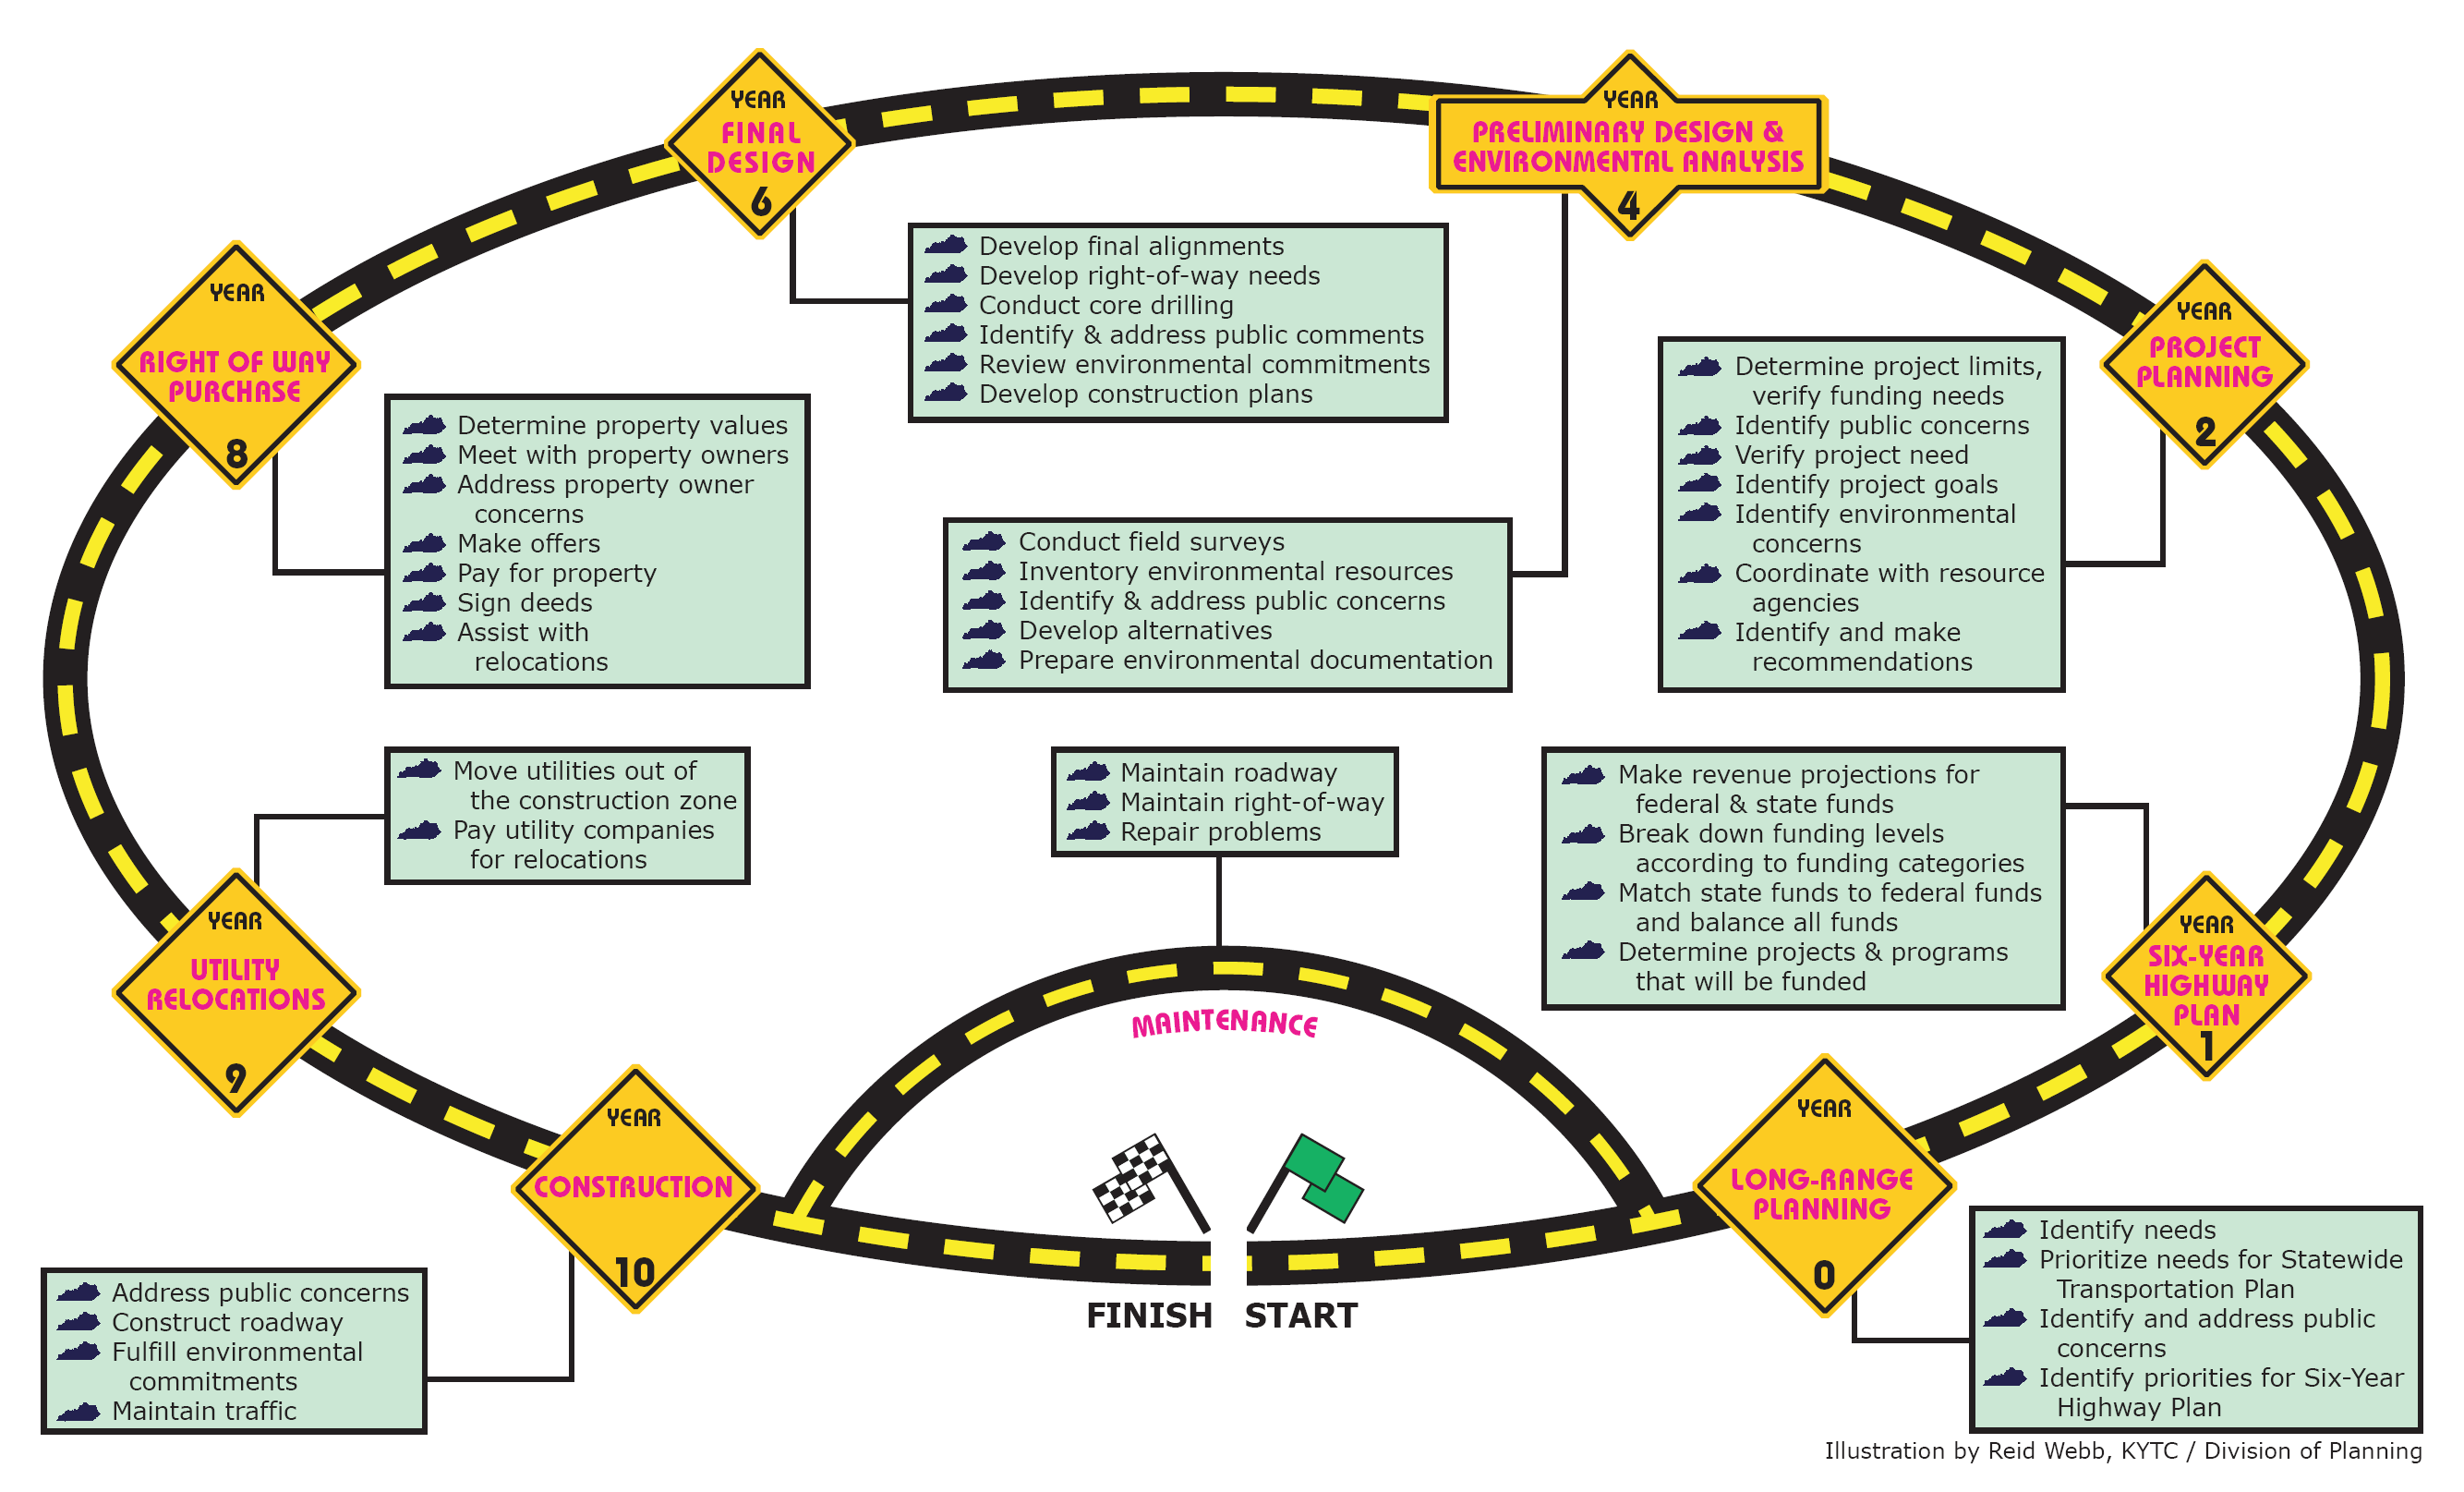 YEAR
FINAL
DESIGN
6
YEAR
PRELIMINARY DESIGN &
ENVIRONMENTAL ANALYSIS
4
Develop final alignments
Develop right-of-way needs
Conduct core drilling
Identify & address public comments
Review environmental commitments
Develop construction plans
YEAR
RIGHT OF WAY
PURCHASE
8
YEAR
PROJECT
PLANNING
2
Determine property values
Meet with property owners
Address property owner
concerns
Make offers
Pay for property
Sign deeds
Assist with
relocations
Conduct field surveys
Inventory environmental resources
Identify & address public concerns
Develop alternatives
Prepare environmental documentation
Determine project limits,
verify funding needs
Identify public concerns
Verify project need
Identify project goals
Identify environmental
concerns
Coordinate with resource
agencies
Identify and make
recommendations
Move utilities out of
the construction zone
Pay utility companies
for relocations
Maintain roadway
Maintain right-of-way
Repair problems
Make revenue projections for
federal & state funds
Break down funding levels
according to funding categories
Match state funds to federal funds
and balance all funds
Determine projects & programs
that will be funded
YEAR
UTILITY
RELOCATIONS
9
MAINTENANCE
YEAR
SIX-YEAR
HIGHWAY
PLAN
1
YEAR
CONSTRUCTION
10
YEAR
LONG-RANGE
PLANNING
0
FINISH START
Address public concerns
Construct roadway
Fulfill environmental
commitments
Maintain traffic
Identify needs
Prioritize needs for Statewide
Transportation Plan
Identify and address public
concerns
Identify priorities for Six-Year
Highway Plan
Illustration by Reid Webb, KYTC / Division of Planning